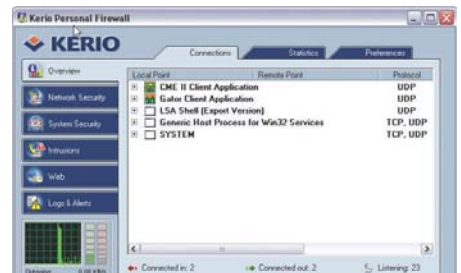 Kerio Personal Firewall
KERIO
Connections Statistics Preferences
Overview
Network Security
System Security
Intrusions
Web
Logs & Alerts
Local Point Remote Point Protocol
CME II Client Application UDP
Gator Client Application UDP
LSA Shell (Export Version) UDP
Generic Host Process for Win32 Services TCP, UDP
SYSTEM TCP, UDP
Connected in: 2 Connected out: 2 Listening: 23
Outgoing